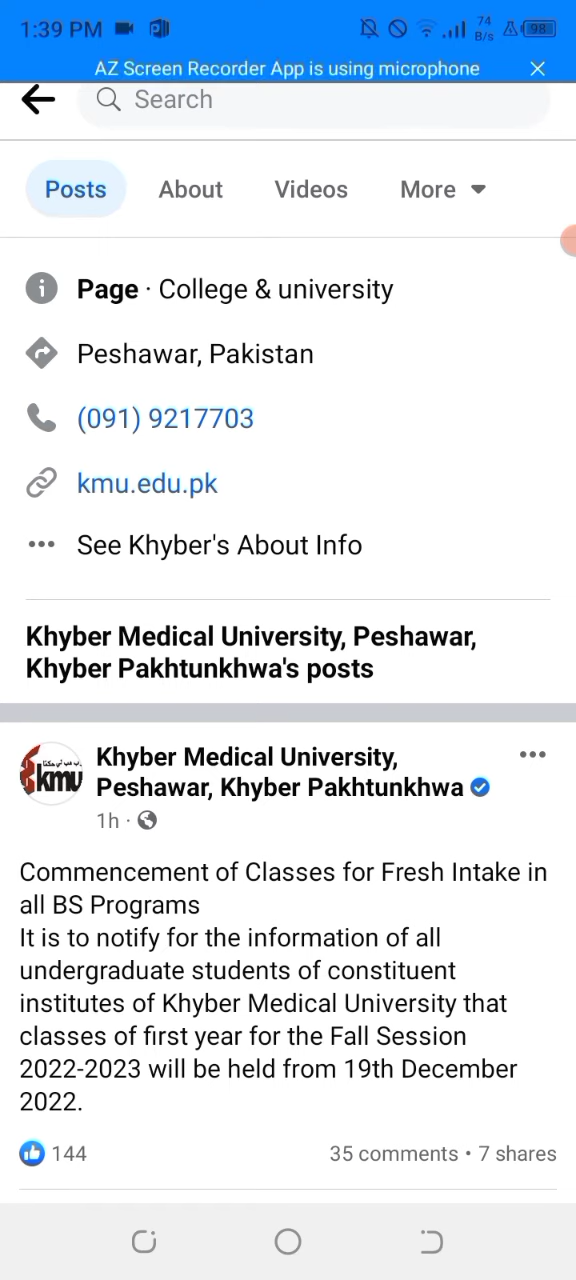 1:39 PM
74
B/s
98
AZ Screen Recorder App is using microphone
Search
Posts
About
Videos
More
Page · College & university
Peshawar, Pakistan
(091) 9217703
kmu.edu.pk
See Khyber's About Info
Khyber Medical University, Peshawar,
Khyber Pakhtunkhwa's posts
kmu
Khyber Medical University,
Peshawar, Khyber Pakhtunkhwa
1h ·
Commencement of Classes for Fresh Intake in
all BS Programs
It is to notify for the information of all
undergraduate students of constituent
institutes of Khyber Medical University that
classes of first year for the Fall Session
2022-2023 will be held from 19th December
2022.
144
35 comments • 7 shares